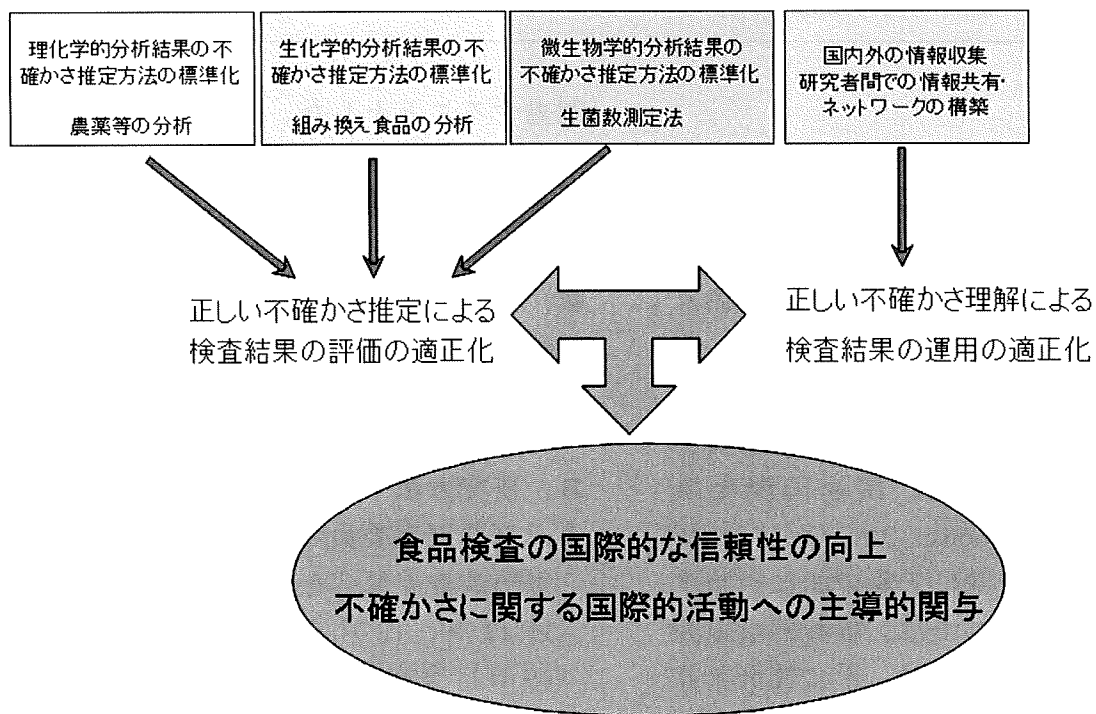 理化学的分析結果の不
確かさ推定方法の標準化
農薬等の分析
生化学的分析結果の不
確かさ推定方法の標準化
組み換え食品の分析
微生物学的分析結果の
不確かさ推定方法の標準化
生菌数測定法
国内外の情報収集
研究者間での情報共有・
ネットワークの構築
正しい不確かさ推定による
検査結果の評価の適正化
正しい不確かさ理解による
検査結果の運用の適正化
食品検査の国際的な信頼性の向上
不確かさに関する国際的活動への主導的関与